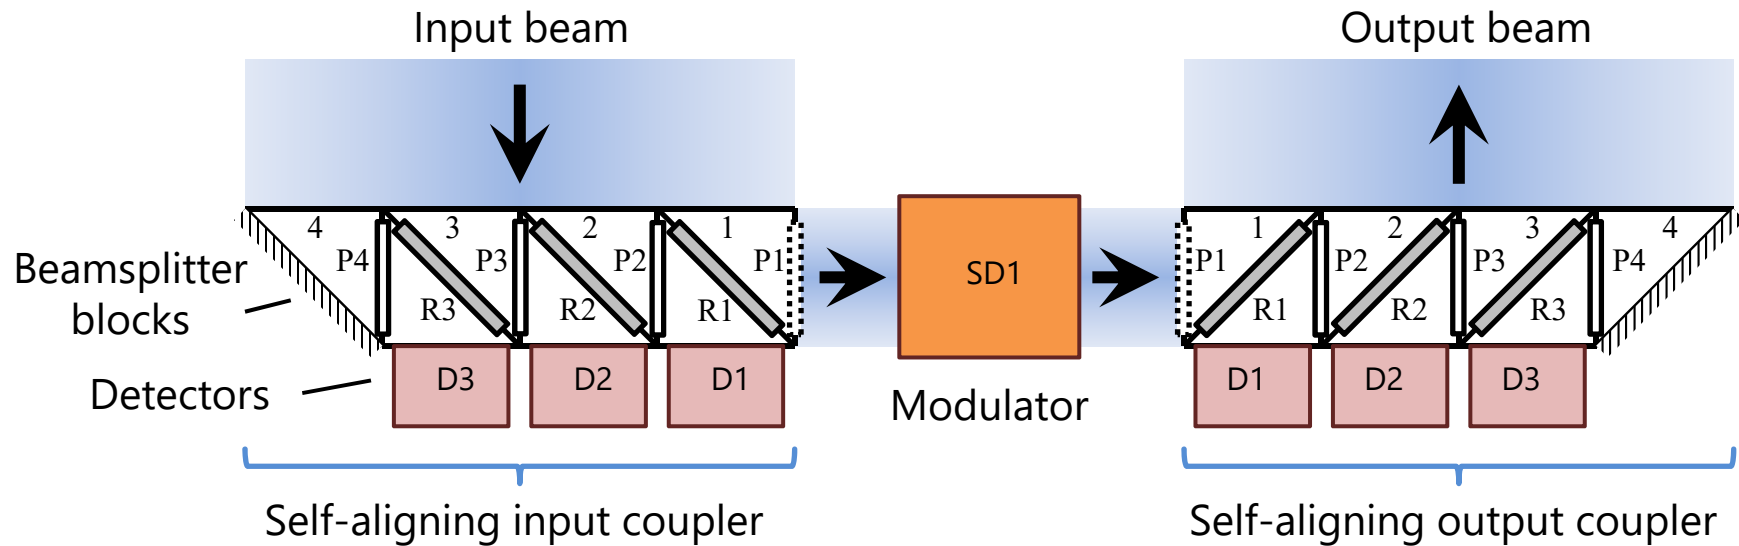 Input beam
Output beam
4 3 2 1
1 2 3 4
P4 P3 P2 P1
P1 P2 P3 P4
SD1
R3 R2 R1
R1 R2 R3
Beamsplitter
blocks
Detectors
D3 D2 D1
D1 D2 D3
Modulator
Self-aligning input coupler
Self-aligning output coupler